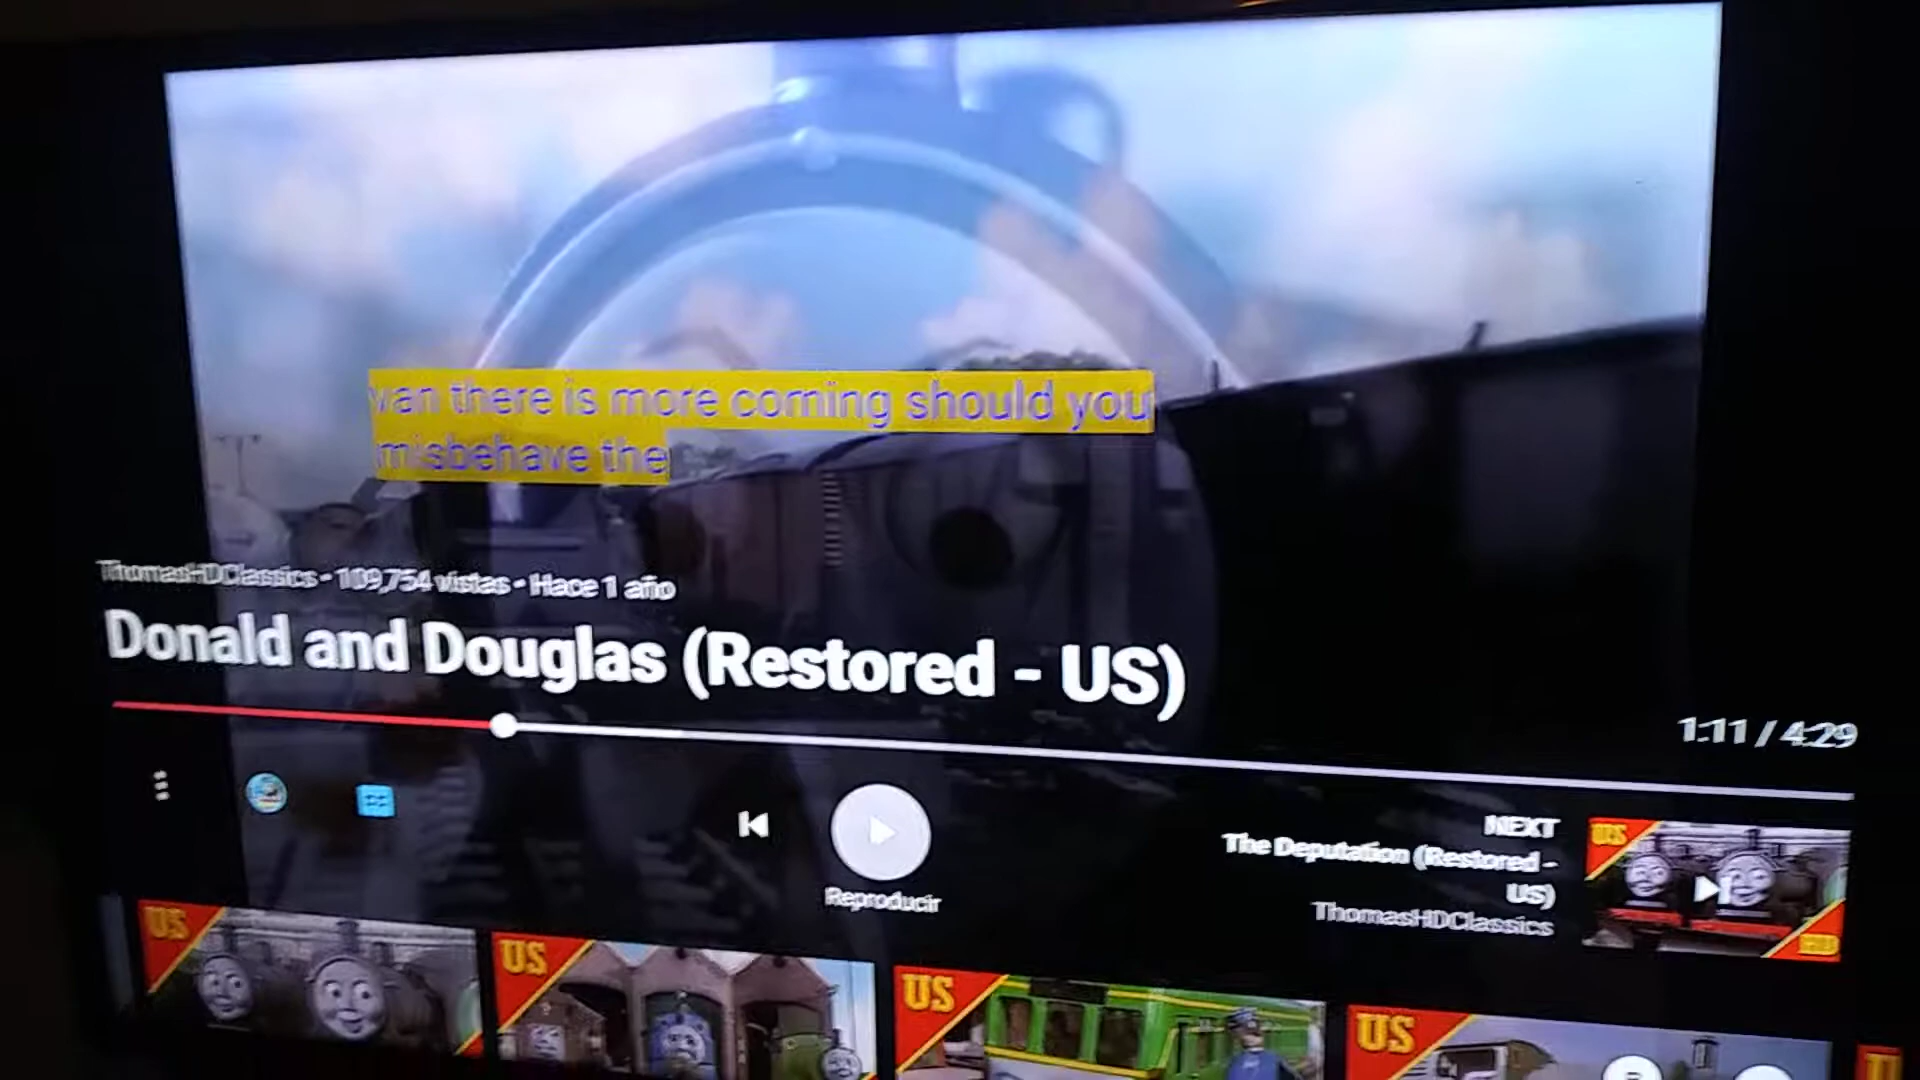 van there is more coming should you
misbehave the
ThomasHDClassics • 109,754 vistas • Hace 1 año
Donald and Douglas (Restored - US)
1:11 / 4:29
NEXT
The Deputation (Restored -
US)
ThomasHDClassics
Reproducir
US
HD
US
US
US
US